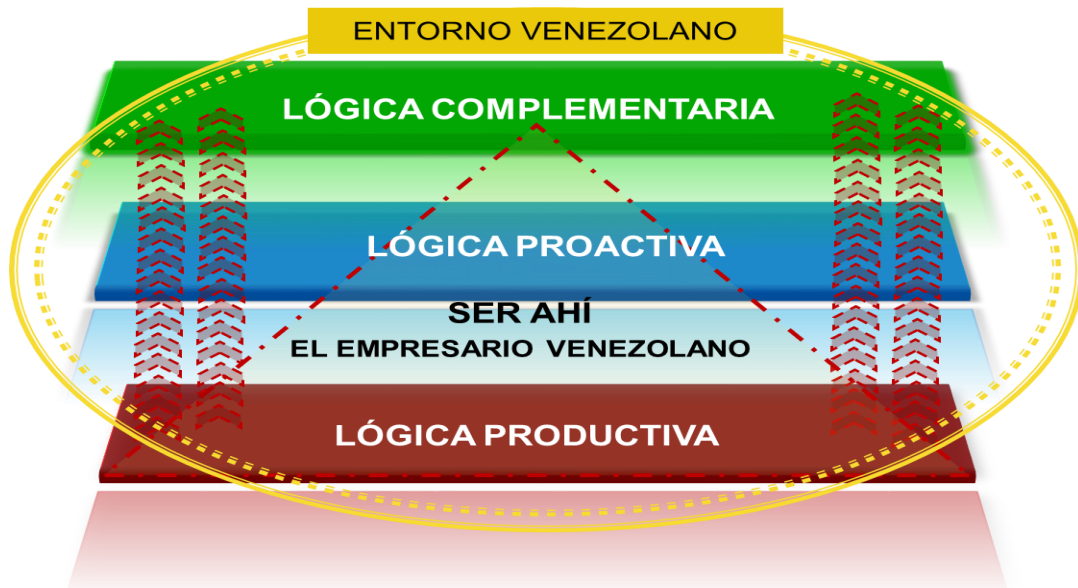 ENTORNO VENEZOLANO
LÓGICA COMPLEMENTARIA
LÓGICA PROACTIVA
SER AHÍ
EL EMPRESARIO VENEZOLANO
LÓGICA PRODUCTIVA